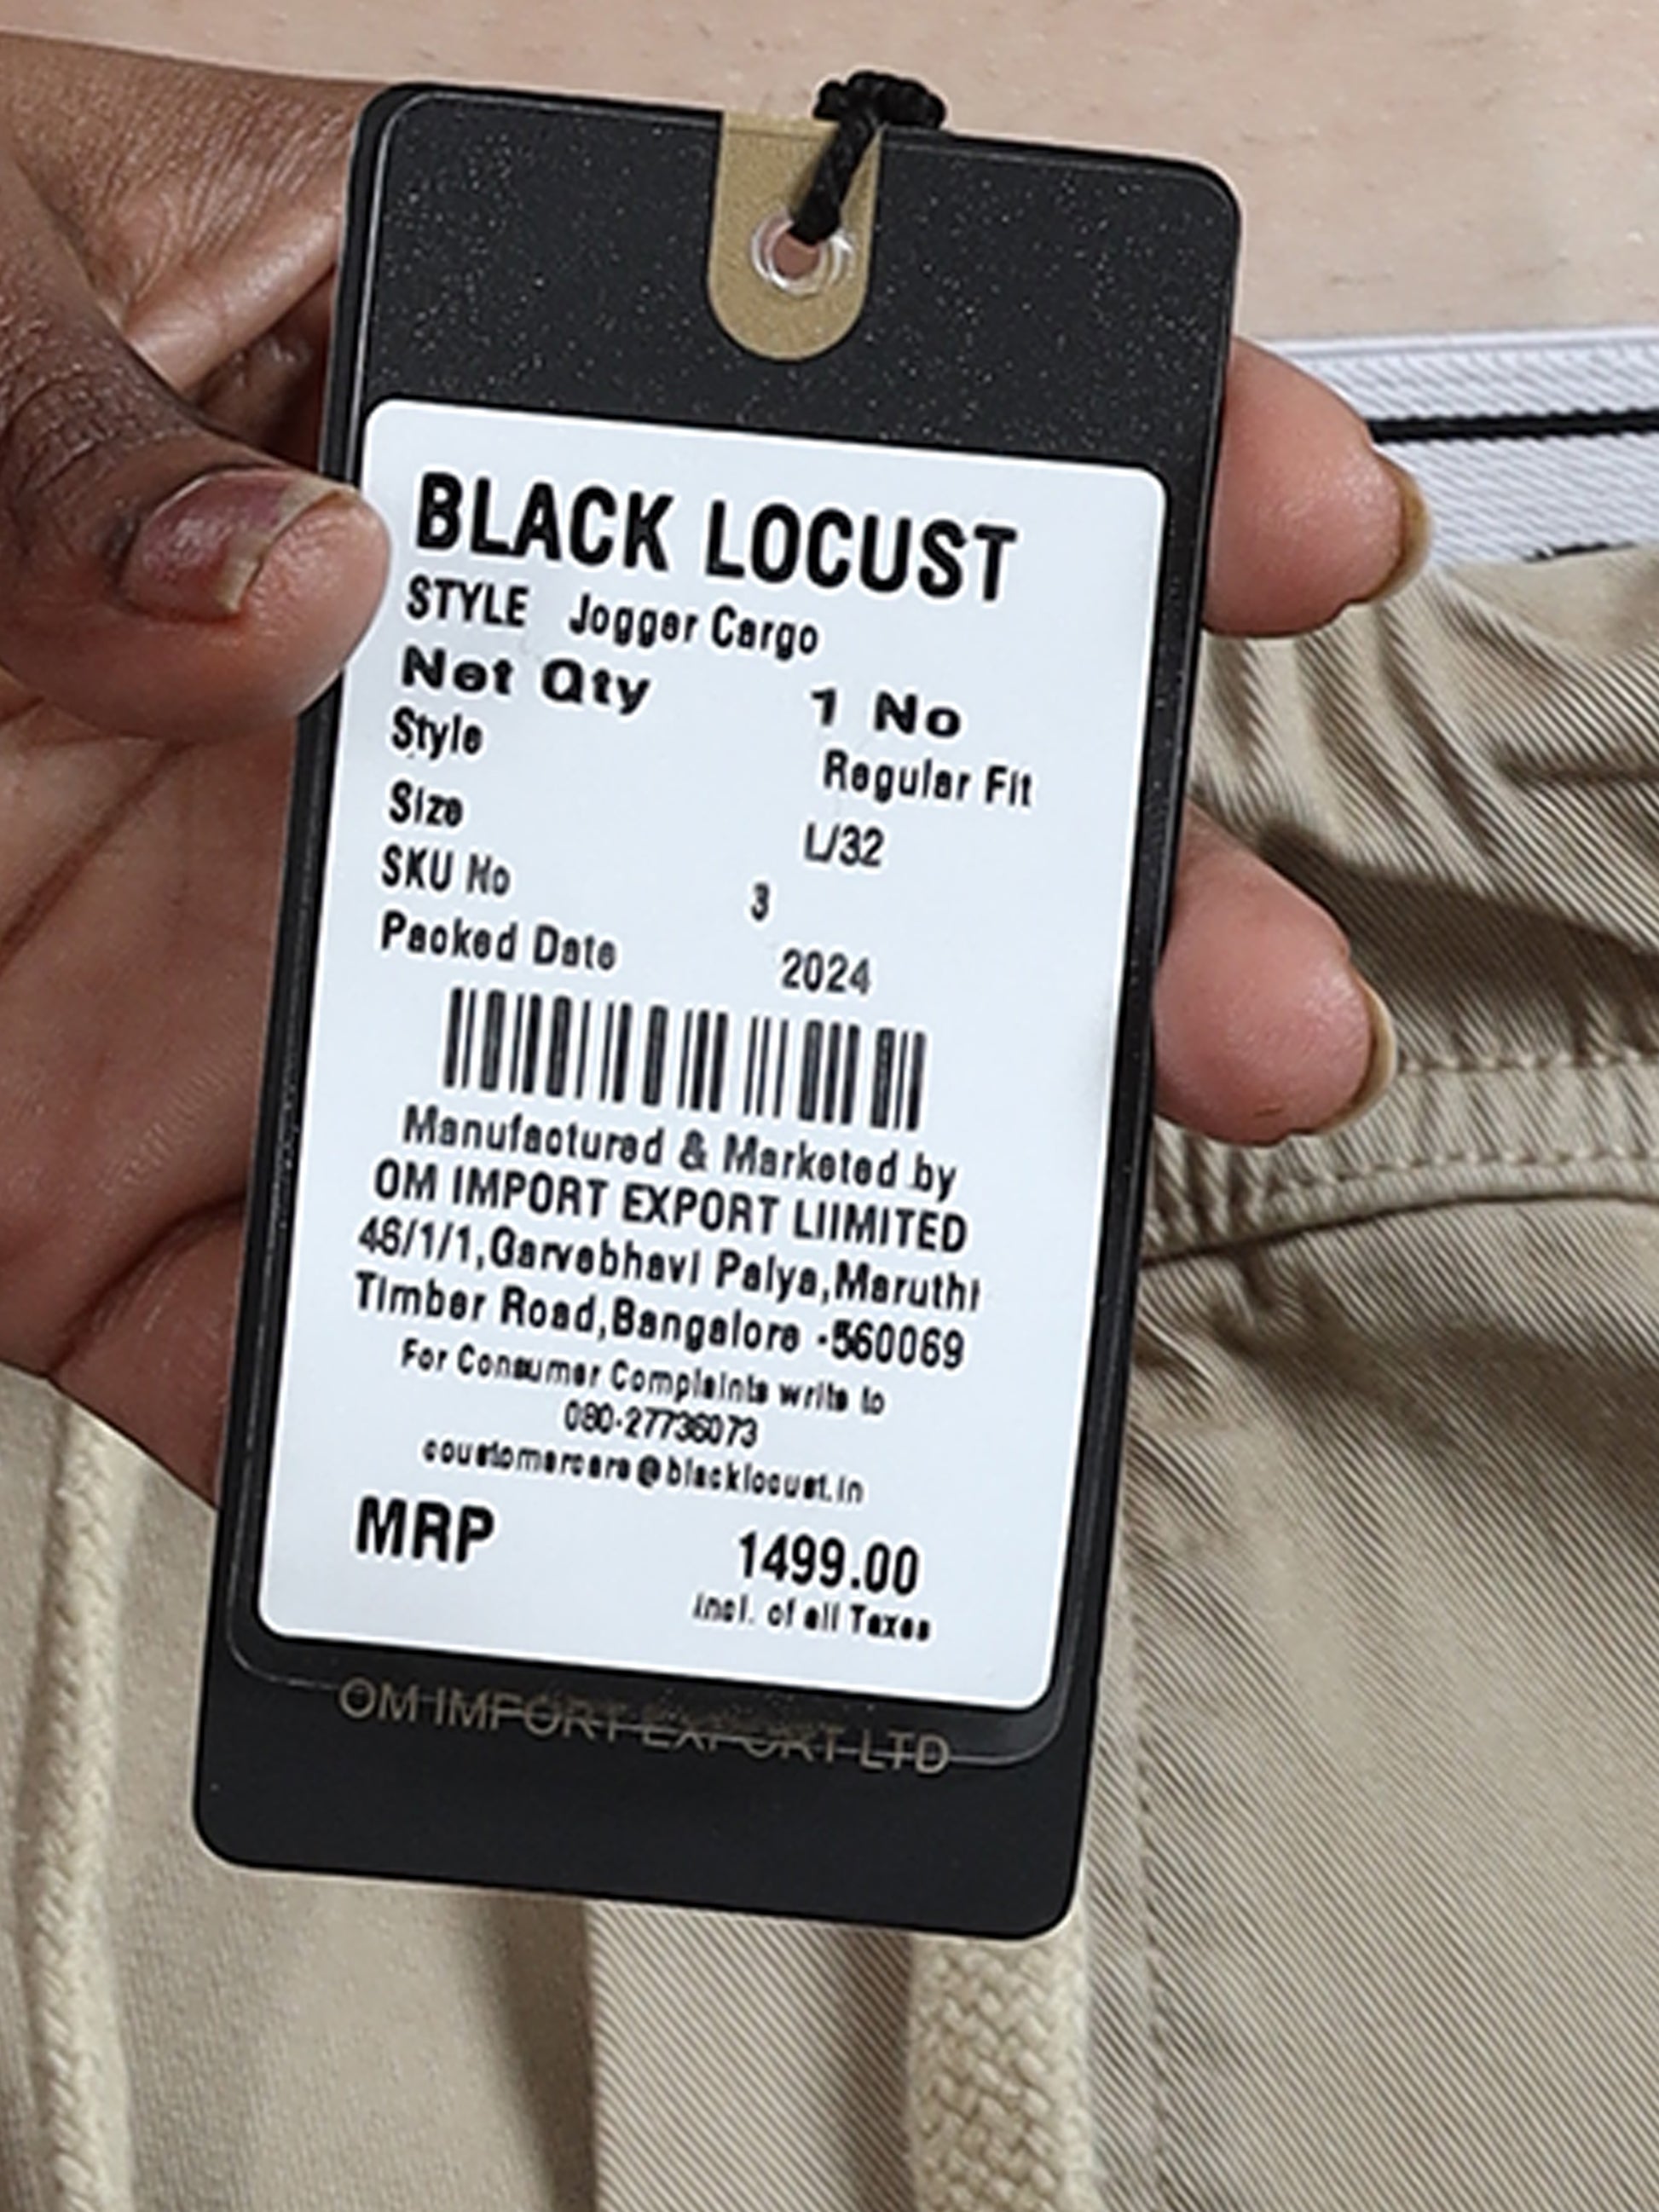 BLACK LOCUST
STYLE Jogger Cargo
Net Qty 1 No
Style Regular Fit
Size L/32
SKU No 3
Packed Date 2024
Manufactured & Marketed by
OM IMPORT EXPORT LIIMITED
46/1/1,Garvebhavi Palya,Maruthi
Timber Road,Bangalore -560069
For Consumer Complaints write to
080-27736073
coustomercare@blacklocust.in
MRP 1499.00
incl. of all Taxes
OM IMPORT EXPORT LTD